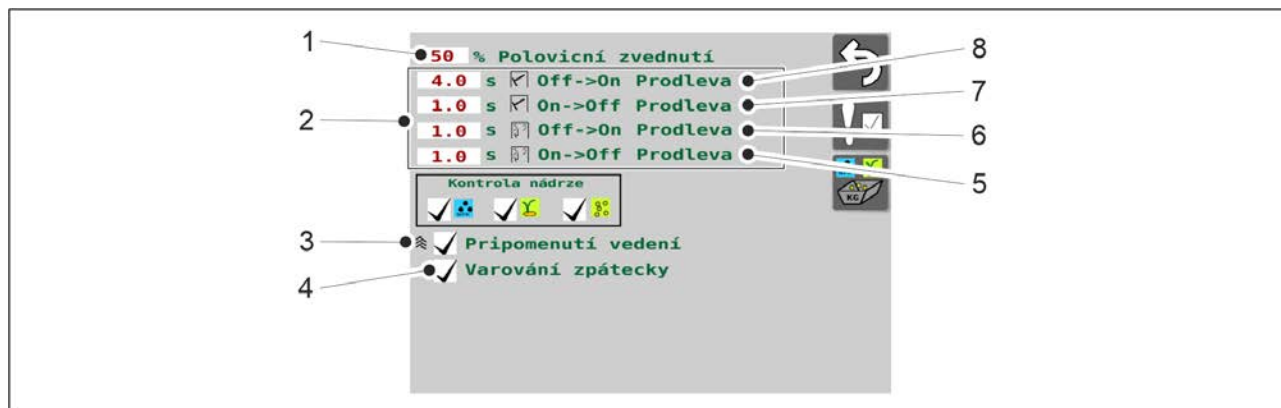 1
50 % Polovicní zvednutí
8
4.0 s Off->On Prodleva
7
1.0 s On->Off Prodleva
2
1.0 s Off->On Prodleva
6
1.0 s On->Off Prodleva
5
KG
Kontrola nádrze
3
Pripomenutí vedení
4
Varování zpátecky